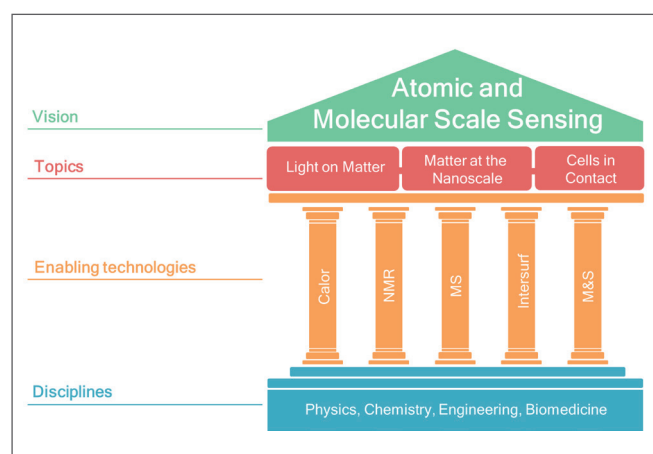 Atomic and
Molecular Scale Sensing
Vision
Topics
Light on Matter
Matter at the
Nanoscale
Cells in
Contact
Enabling technologies
Calor
NMR
MS
Intersurf
M&S
Disciplines
Physics, Chemistry, Engineering, Biomedicine